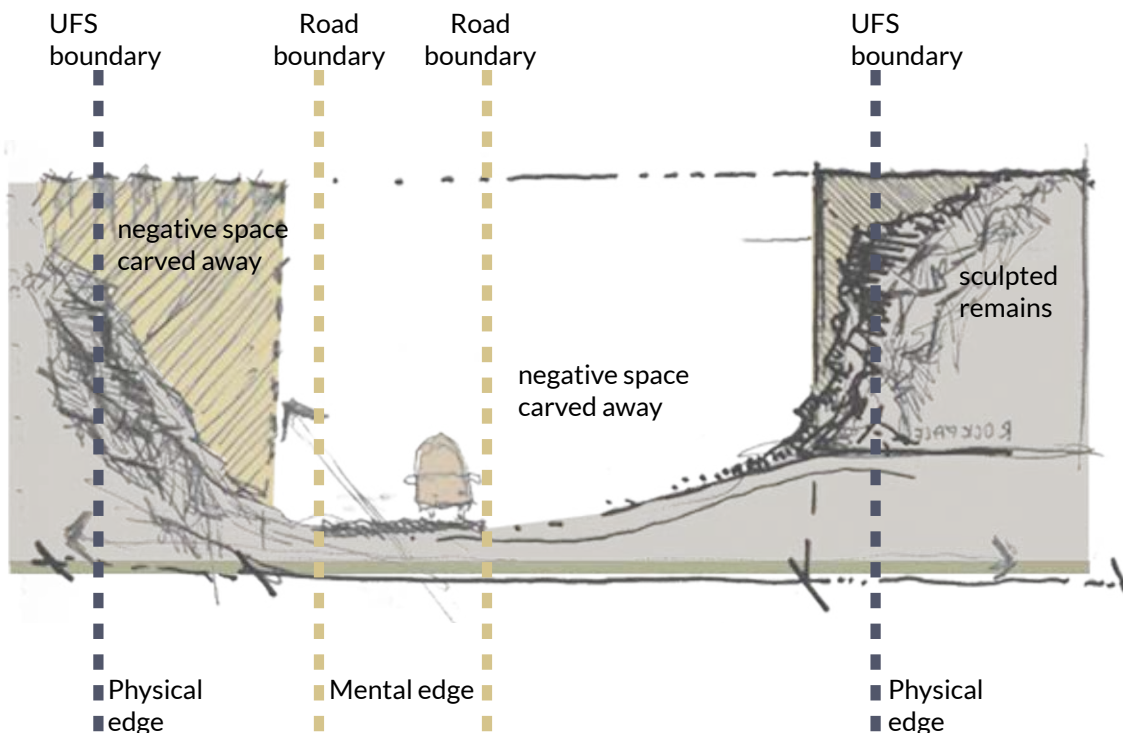 UFS
boundary
Road
boundary
Road
boundary
UFS
boundary
negative space
carved away
sculpted
remains
negative space
carved away
ROCKFACE
Physical
edge
Mental edge
Physical
edge